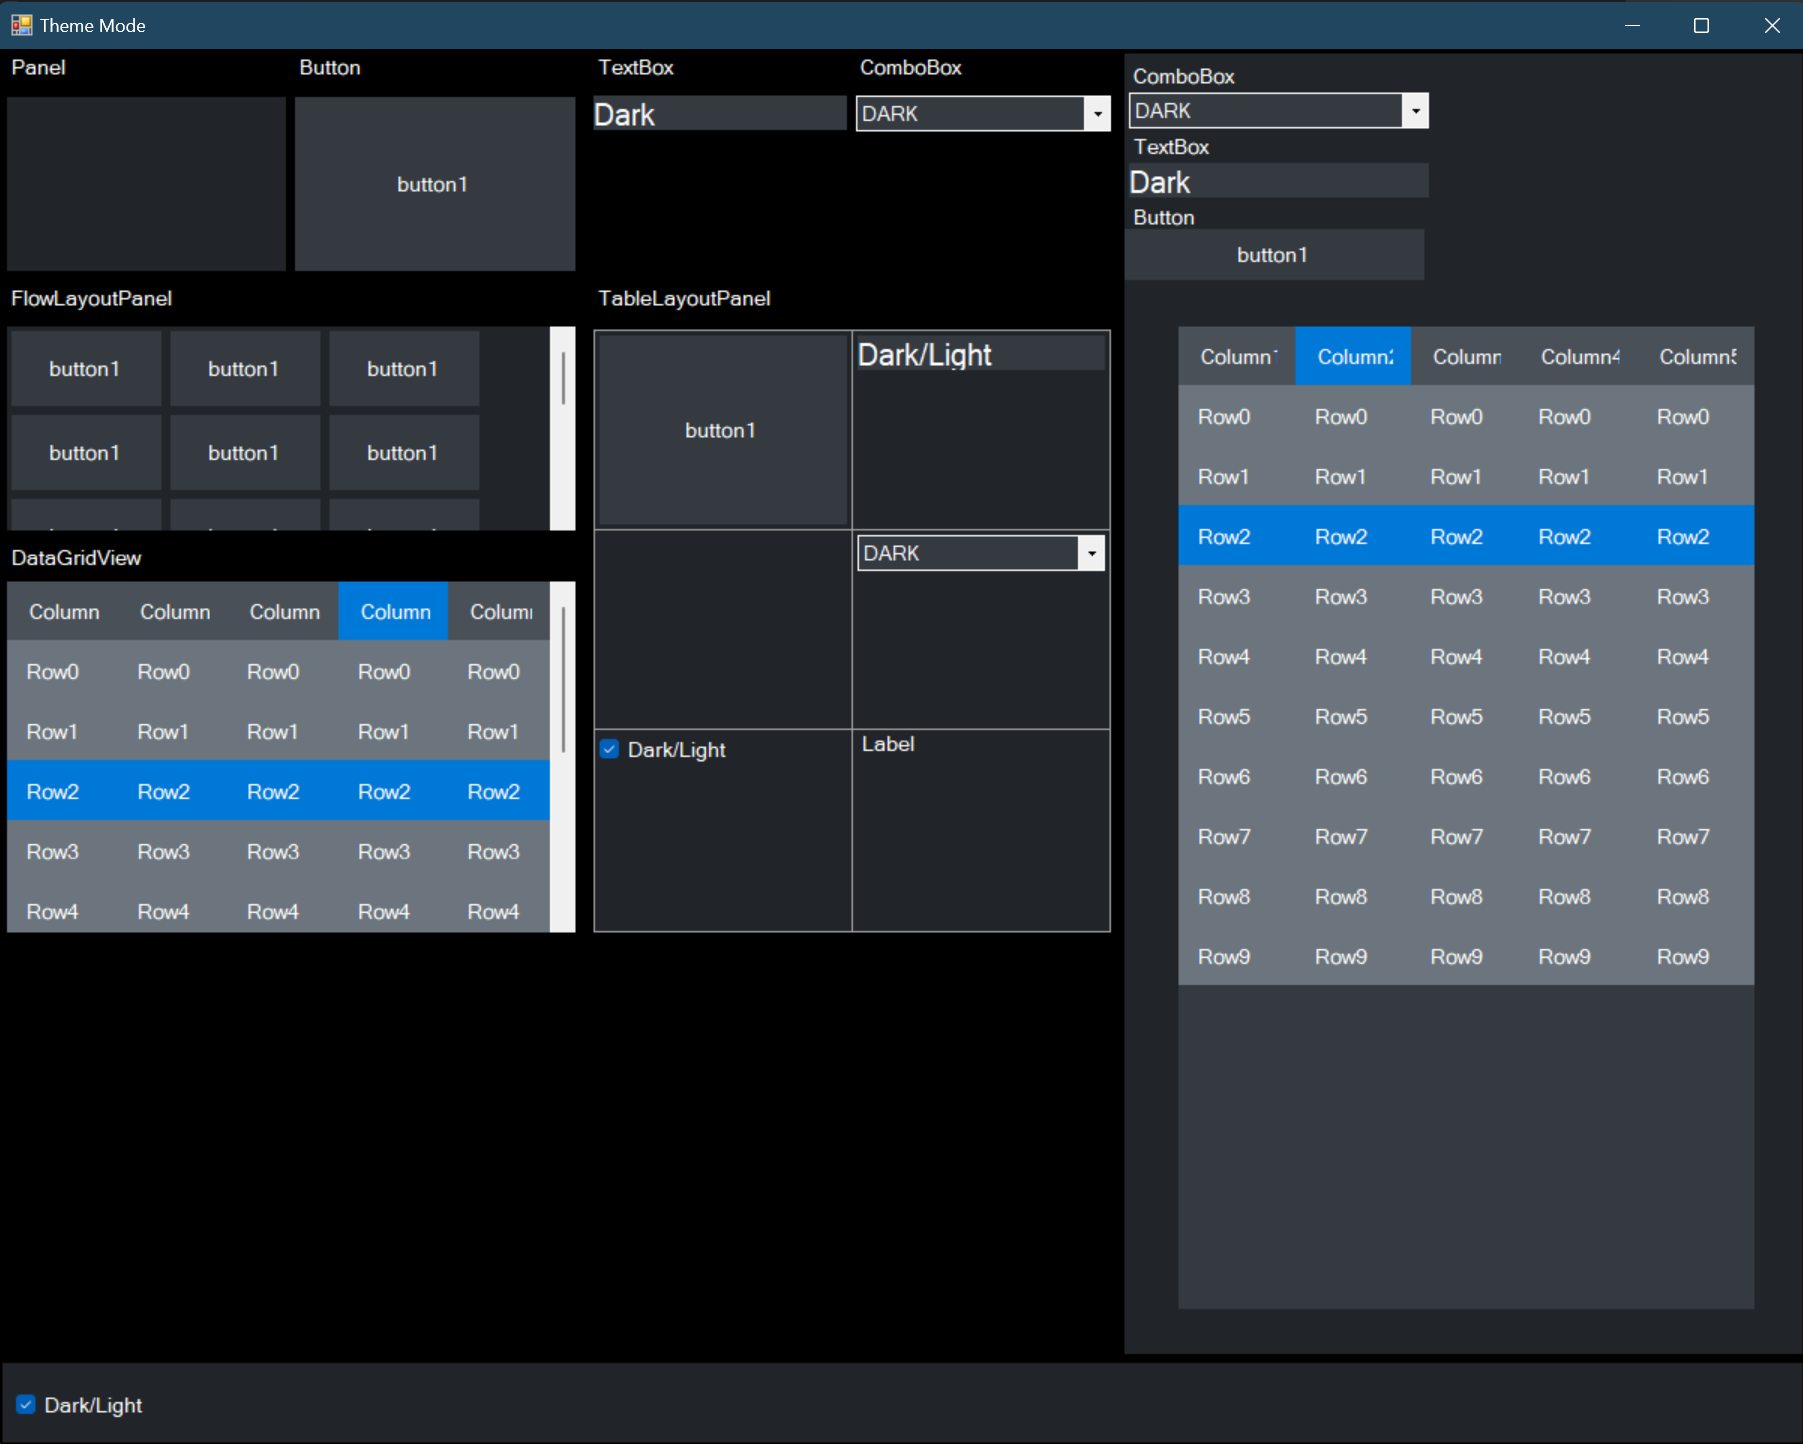 Theme Mode
Panel
Button
TextBox
ComboBox
button1
Dark
DARK
FlowLayoutPanel
button1 button1 button1
button1 button1 button1
DataGridView
Column Column Column Column Colum
Row0 Row0 Row0 Row0 Row0
Row1 Row1 Row1 Row1 Row1
Row2 Row2 Row2 Row2 Row2
Row3 Row3 Row3 Row3 Row3
Row4 Row4 Row4 Row4 Row4
TableLayoutPanel
button1
Dark/Light
DARK
Dark/Light
Label
ComboBox
DARK
TextBox
Dark
Button
button1
Column1 Column2 Column Column4 Column5
Row0 Row0 Row0 Row0 Row0
Row1 Row1 Row1 Row1 Row1
Row2 Row2 Row2 Row2 Row2
Row3 Row3 Row3 Row3 Row3
Row4 Row4 Row4 Row4 Row4
Row5 Row5 Row5 Row5 Row5
Row6 Row6 Row6 Row6 Row6
Row7 Row7 Row7 Row7 Row7
Row8 Row8 Row8 Row8 Row8
Row9 Row9 Row9 Row9 Row9
Dark/Light